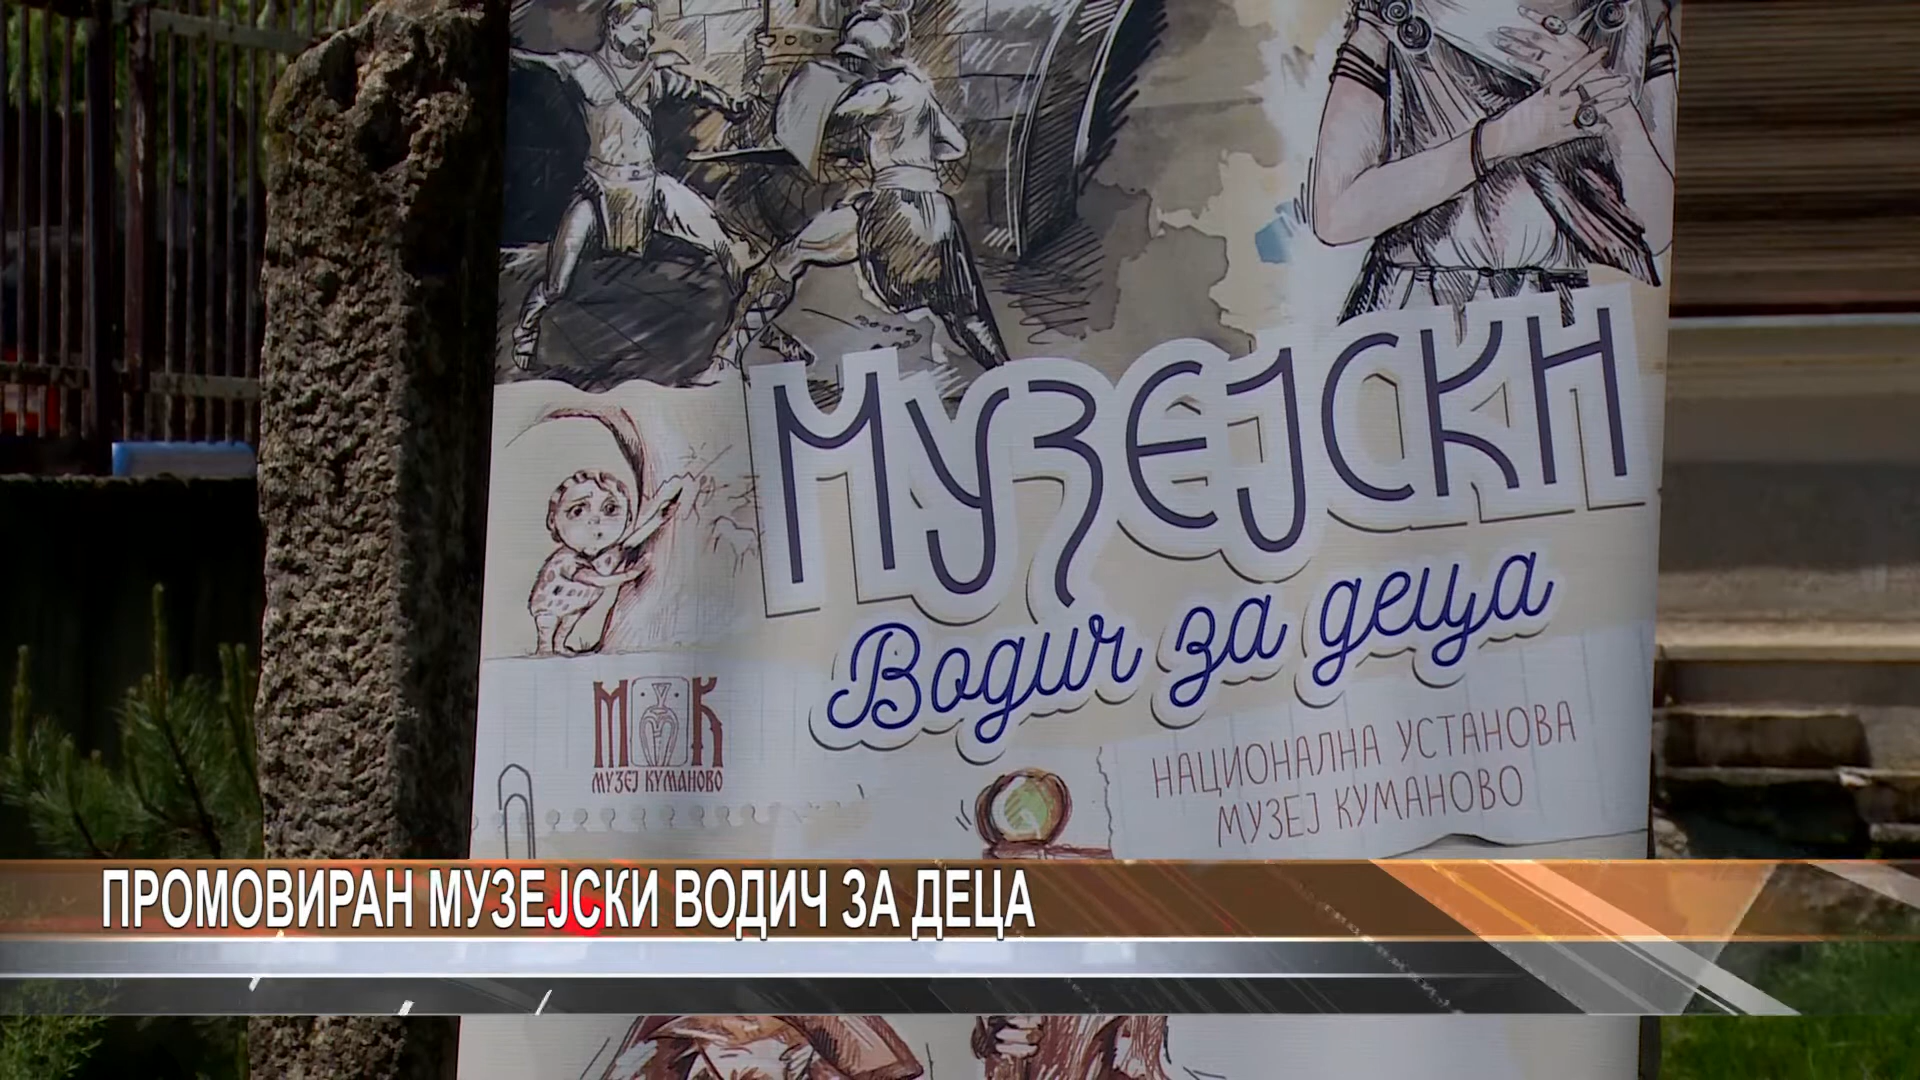 МУЗЕЈСКИ
Водич за деца
МК
МУЗЕЈ КУМАНОВО
НАЦИОНАЛНА УСТАНОВА
МУЗЕЈ КУМАНОВО
ПРОМОВИРАН МУЗЕЈСКИ ВОДИЧ ЗА ДЕЦА